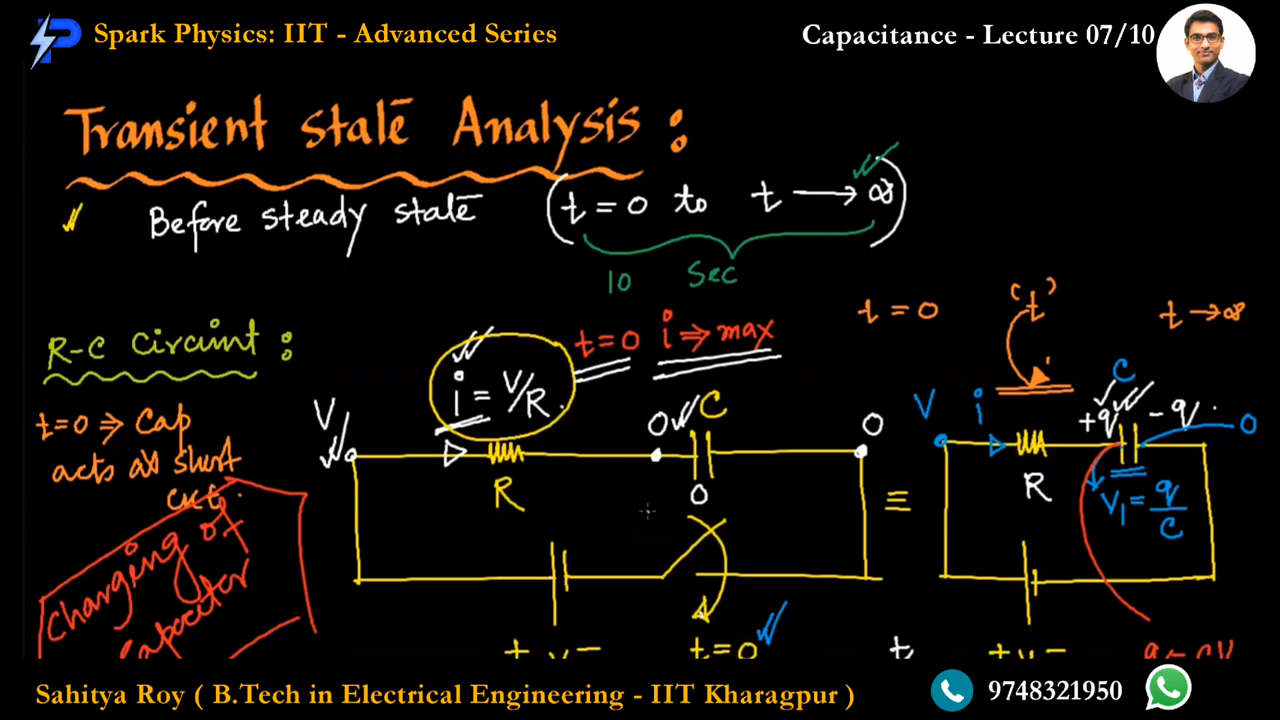 Spark Physics: IIT - Advanced Series
Capacitance - Lecture 07/10
Transient state Analysis :
Before steady state (t = 0 to t → ∞)
10 Sec
R-C Circuit :
t=0 i ⇒ max
i = V/R.
t=0 ⇒ Cap
acts as short
cct.
Charging of
Capacitor
V
R
0
C
0
0
+ V −
t=0
≡
t = 0
(t)
t → ∞
V
i
R
C
+q
-q
0
V₁ = q/C
t
+ V −
Sahitya Roy ( B.Tech in Electrical Engineering - IIT Kharagpur )
9748321950